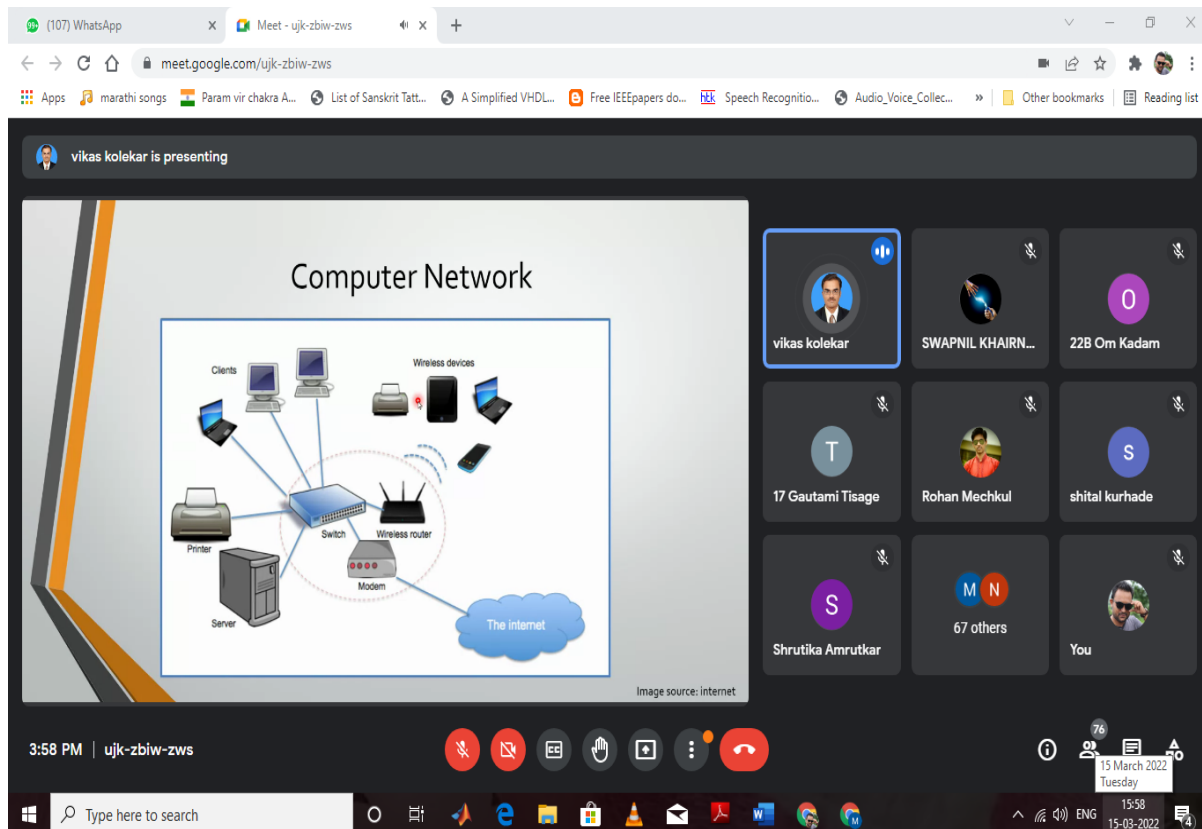 (107) WhatsApp
Meet - ujk-zbiw-zws
meet.google.com/ujk-zbiw-zws
Apps
marathi songs
Param vir chakra A...
List of Sanskrit Tatt...
A Simplified VHDL...
Free IEEEpapers do...
htk
Speech Recognitio...
Audio_Voice_Collec...
»
Other bookmarks
Reading list
vikas kolekar is presenting
Computer Network
Clients
Wireless devices
Switch
Wireless router
Printer
Modem
Server
The internet
Image source: internet
vikas kolekar
SWAPNIL KHAIRN...
O
22B Om Kadam
T
17 Gautami Tisage
Rohan Mechkul
s
shital kurhade
S
Shrutika Amrutkar
M N
67 others
You
3:58 PM | ujk-zbiw-zws
CC
76
15 March 2022
Tuesday
Type here to search
ENG
15:58
15-03-2022
4